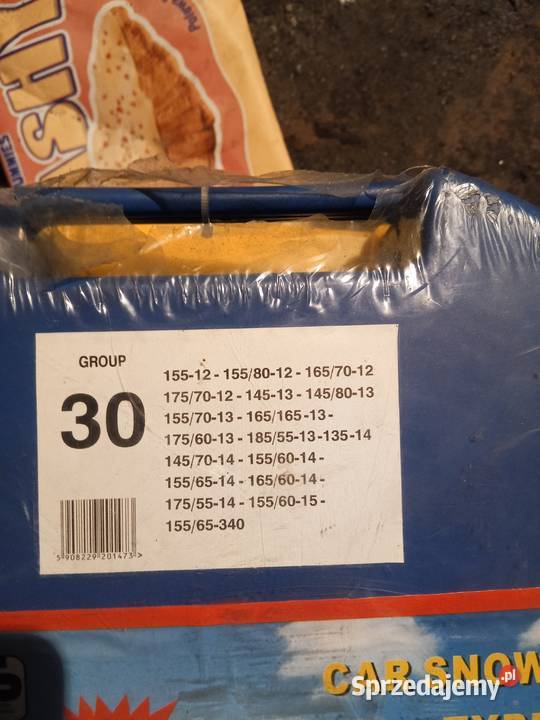 GROUP
30
155-12 - 155/80-12 - 165/70-12
175/70-12 - 145-13 - 145/80-13
155/70-13 - 165/165-13-
175/60-13 - 185/55-13-135-14
145/70-14 - 155/60-14 -
155/65-14 - 165/60-14 -
175/55-14 - 155/60-15 -
155/65-340
5 908229 201473 >
CAR SNOW
Sprzedajemy.pl